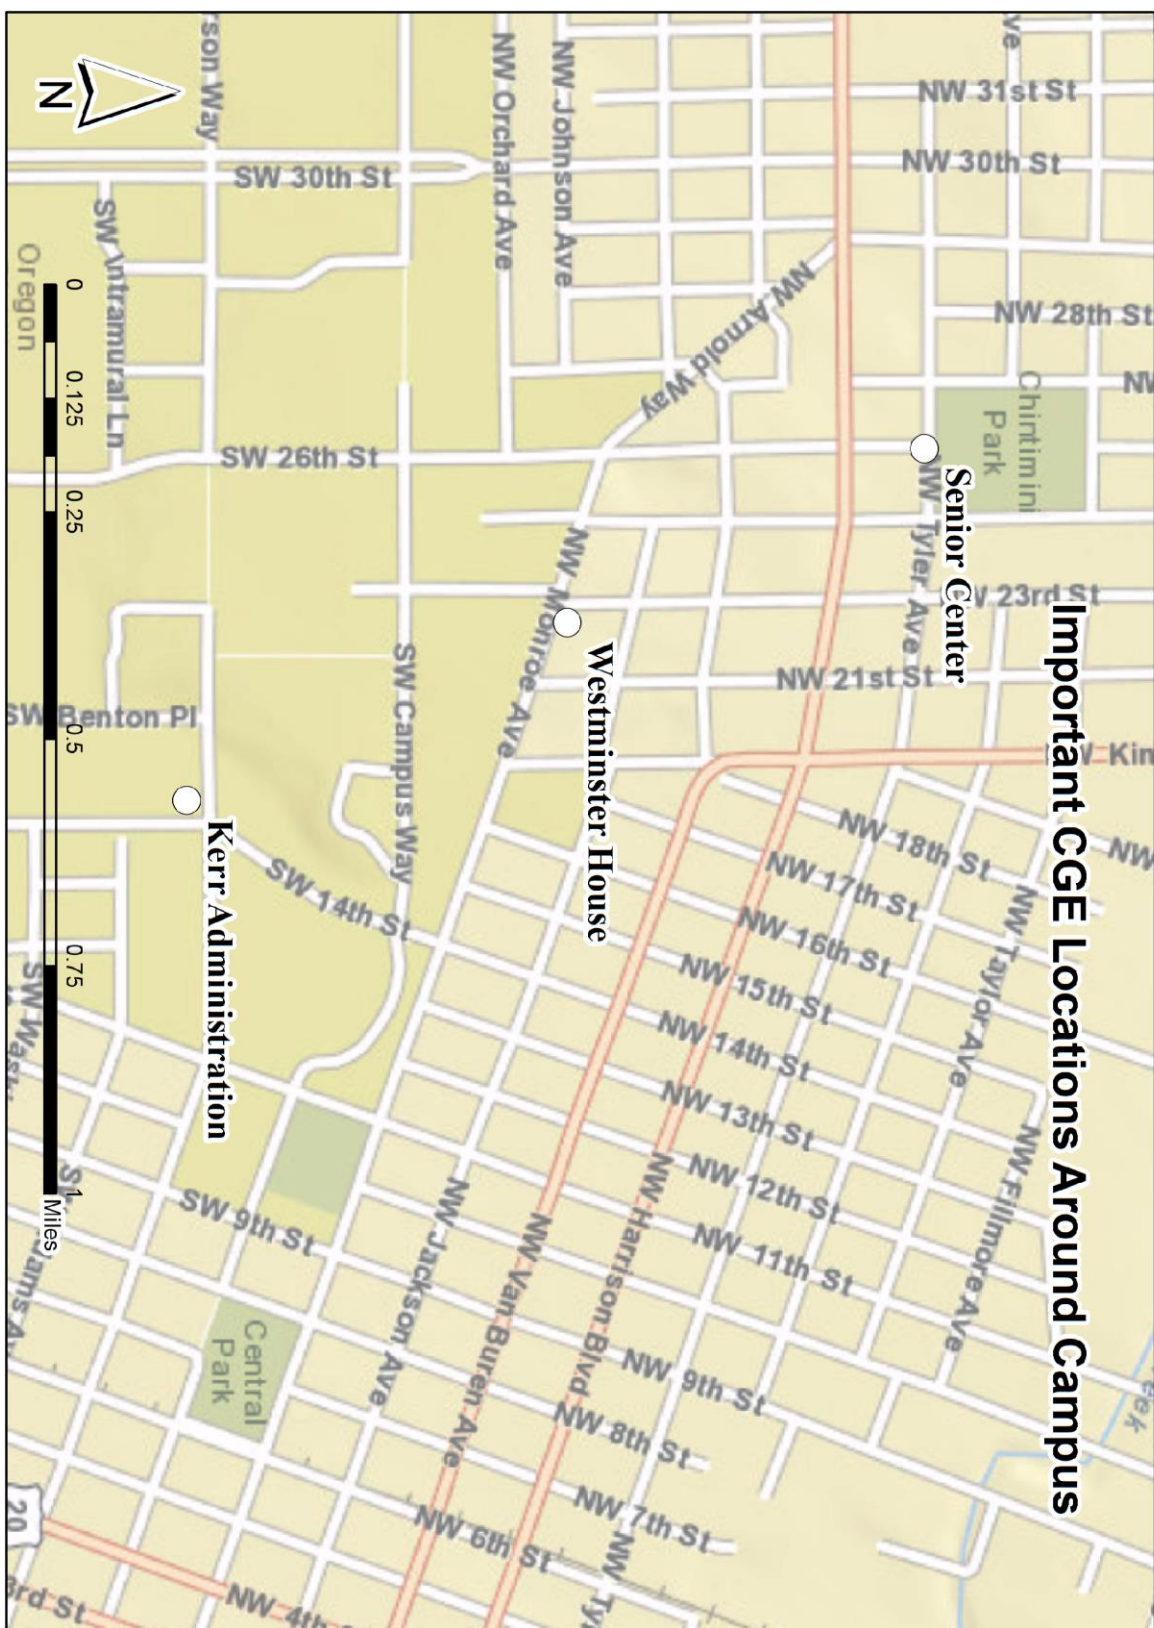 Important CGE Locations Around Campus
NW 31st St
NW 30th St
NW 28th St
Chintimini
Park
Senior Center
NW Tyler Ave
NW 21st St
NW 18th St
NW 17th St
NW 16th St
NW 15th St
NW 14th St
NW 13th St
NW 12th St
NW 11th St
NW Taylor Ave
NW Fillmore Ave
NW 9th St
NW 8th St
NW 7th St
NW 6th St
NW 4th
NW Johnson Ave
NW Orchard Ave
NW Arnold Way
NW Monroe Ave
Westminster House
NW Harrison Blvd
NW Van Buren Ave
NW Jackson Ave
SW 30th St
SW 26th St
SW Campus Way
SW 14th St
SW 9th St
Central
Park
Kerr Administration
SW Benton Pl
SW Intramural Ln
rson Way
Oregon
3rd St
20
N
0 0.125 0.25 0.5 0.75 1
Miles